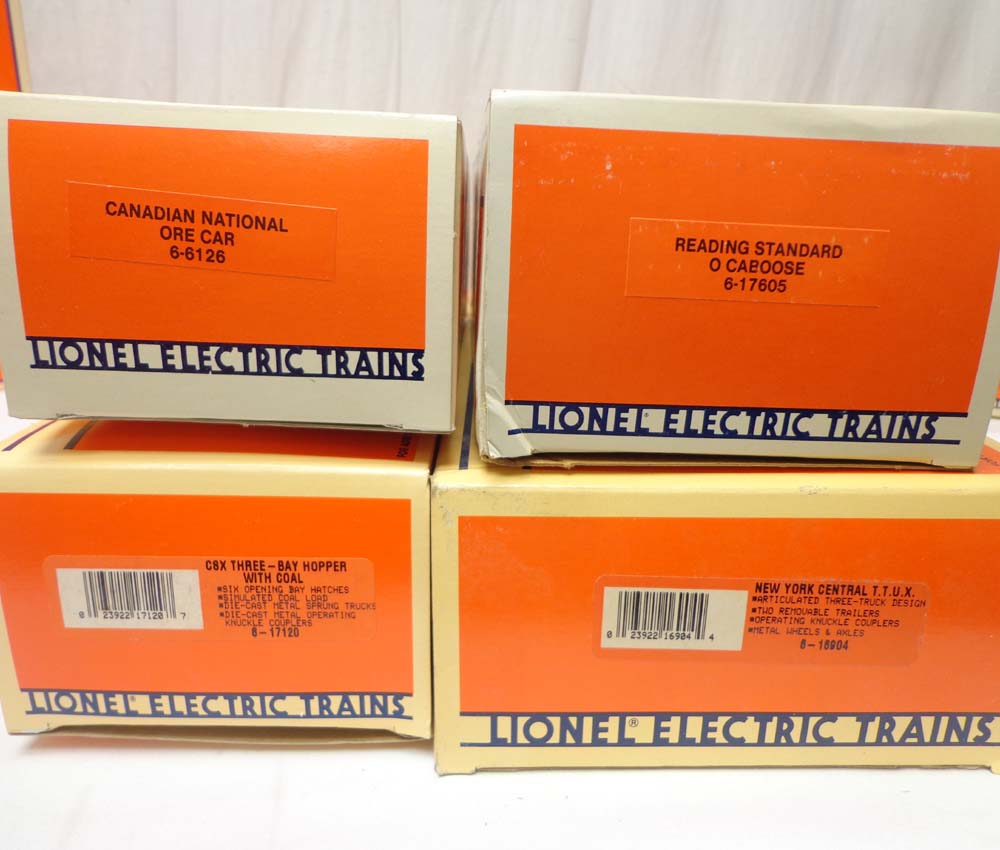 CANADIAN NATIONAL
ORE CAR
6-6126
LIONEL ELECTRIC TRAINS
READING STANDARD
O CABOOSE
6-17605
LIONEL® ELECTRIC TRAINS
CSX THREE-BAY HOPPER
WITH COAL
■SIX OPENING BAY HATCHES
■SIMULATED COAL LOAD
■DIE-CAST METAL SPRUNG TRUCKS
■DIE-CAST METAL OPERATING
KNUCKLE COUPLERS
6-17120
0 23922 17120 7
LIONEL® ELECTRIC TRAINS
NEW YORK CENTRAL T.T.U.X.
■ARTICULATED THREE-TRUCK DESIGN
■TWO REMOVABLE TRAILERS
■OPERATING KNUCKLE COUPLERS
■METAL WHEELS & AXLES
6-16904
0 23922 16904 4
LIONEL® ELECTRIC TRAINS